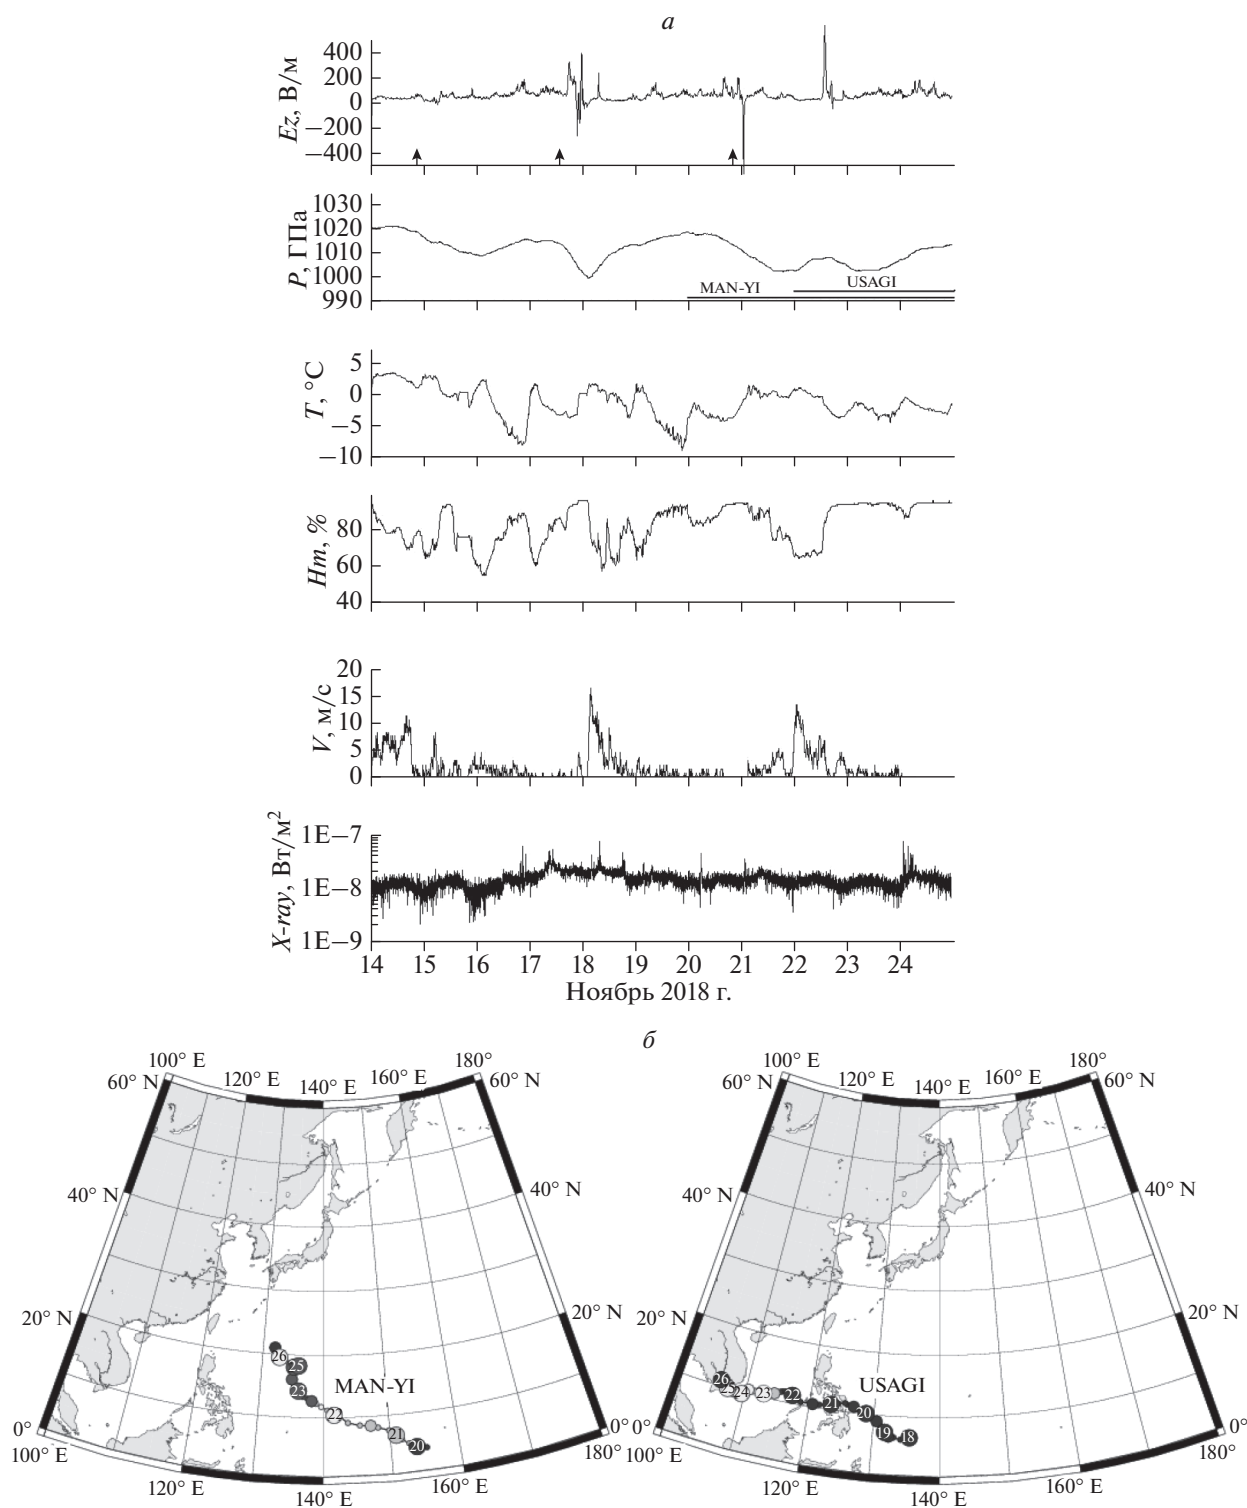 а
400
200
0
−200
−400
Ez, В/м
1030
1020
1010
1000
990
P, ГПа
MAN-YI
USAGI
5
0
−5
−10
T, °C
80
60
40
Hm, %
20
15
10
5
0
V, м/с
1E−7
1E−8
1E−9
X-ray, Вт/м²
14 15 16 17 18 19 20 21 22 23 24
Ноябрь 2018 г.
б
100° E 120° E 140° E 160° E 180°
60° N 60° N
40° N 40° N
20° N 20° N
0° 0°
100° E 120° E 140° E 160° E 180°
MAN-YI
26 25 23 22 21 20
100° E 120° E 140° E 160° E 180°
60° N 60° N
40° N 40° N
20° N 20° N
0° 0°
100° E 120° E 140° E 160° E 180°
USAGI
26 25 24 23 22 21 20 19 18